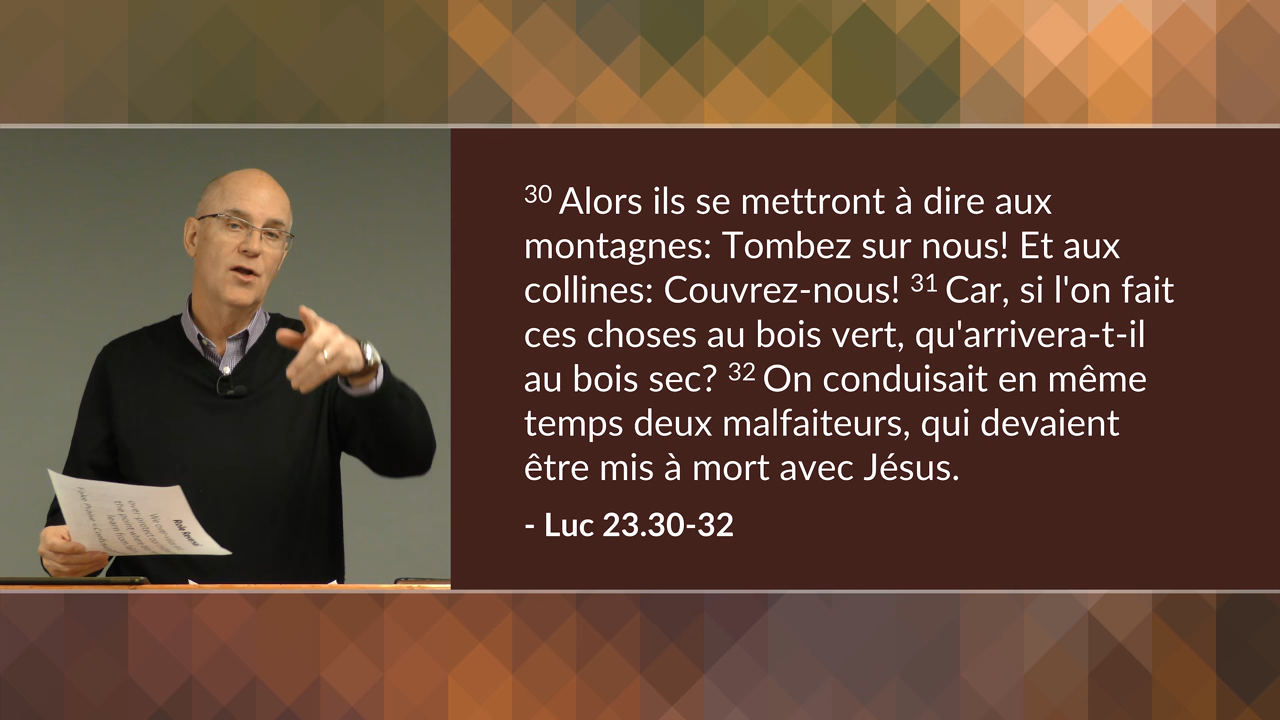 30 Alors ils se mettront à dire aux
montagnes: Tombez sur nous! Et aux
collines: Couvrez-nous! 31 Car, si l'on fait
ces choses au bois vert, qu'arrivera-t-il
au bois sec? 32 On conduisait en même
temps deux malfaiteurs, qui devaient
être mis à mort avec Jésus.
- Luc 23.30-32